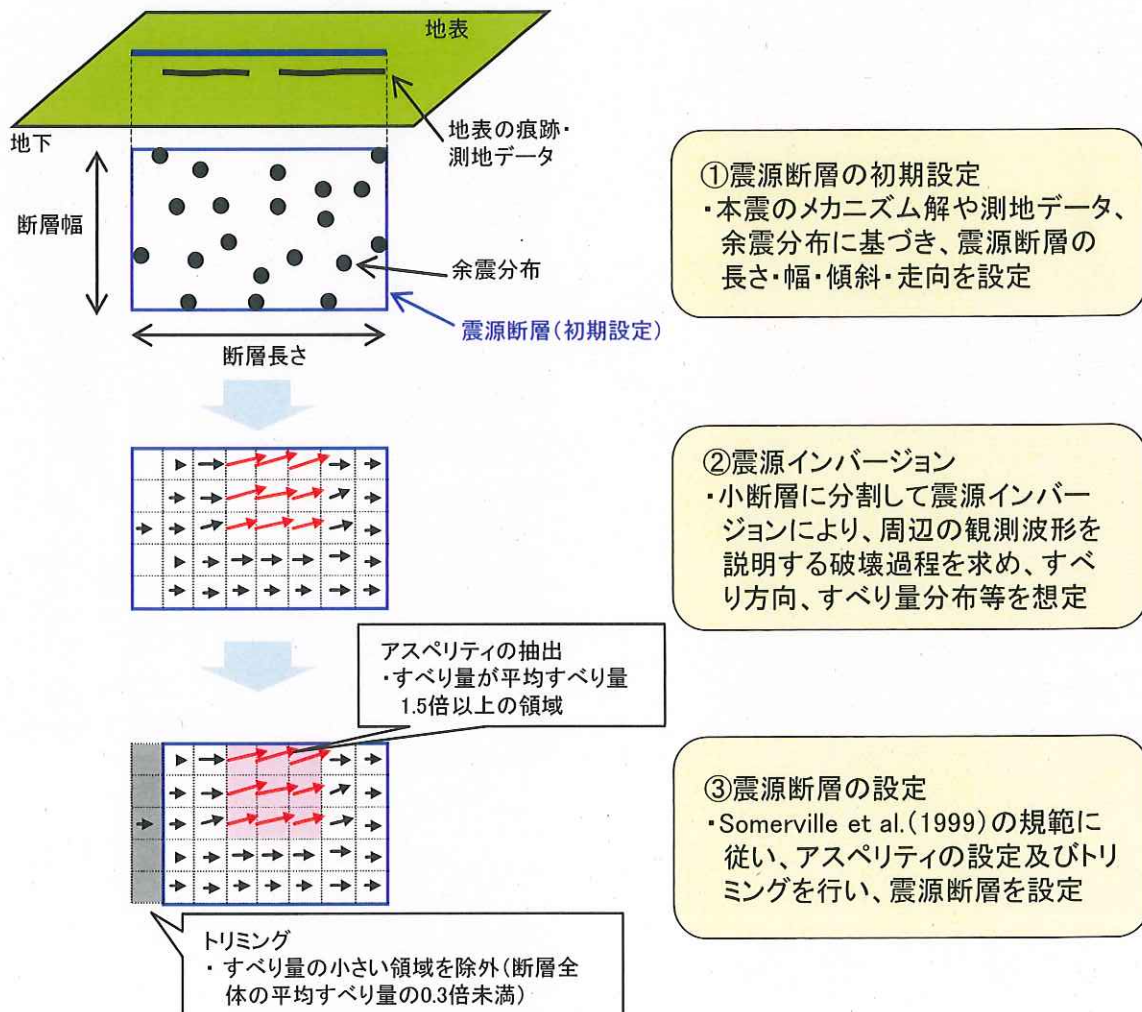 地表
地下
地表の痕跡・
測地データ
断層幅
余震分布
震源断層(初期設定)
断層長さ
①震源断層の初期設定
・本震のメカニズム解や測地データ、
余震分布に基づき、震源断層の
長さ・幅・傾斜・走向を設定
②震源インバージョン
・小断層に分割して震源インバー
ジョンにより、周辺の観測波形を
説明する破壊過程を求め、すべ
り方向、すべり量分布等を想定
アスペリティの抽出
・すべり量が平均すべり量
1.5倍以上の領域
③震源断層の設定
・Somerville et al.(1999)の規範に
従い、アスペリティの設定及びトリ
ミングを行い、震源断層を設定
トリミング
・ すべり量の小さい領域を除外(断層全
体の平均すべり量の0.3倍未満)